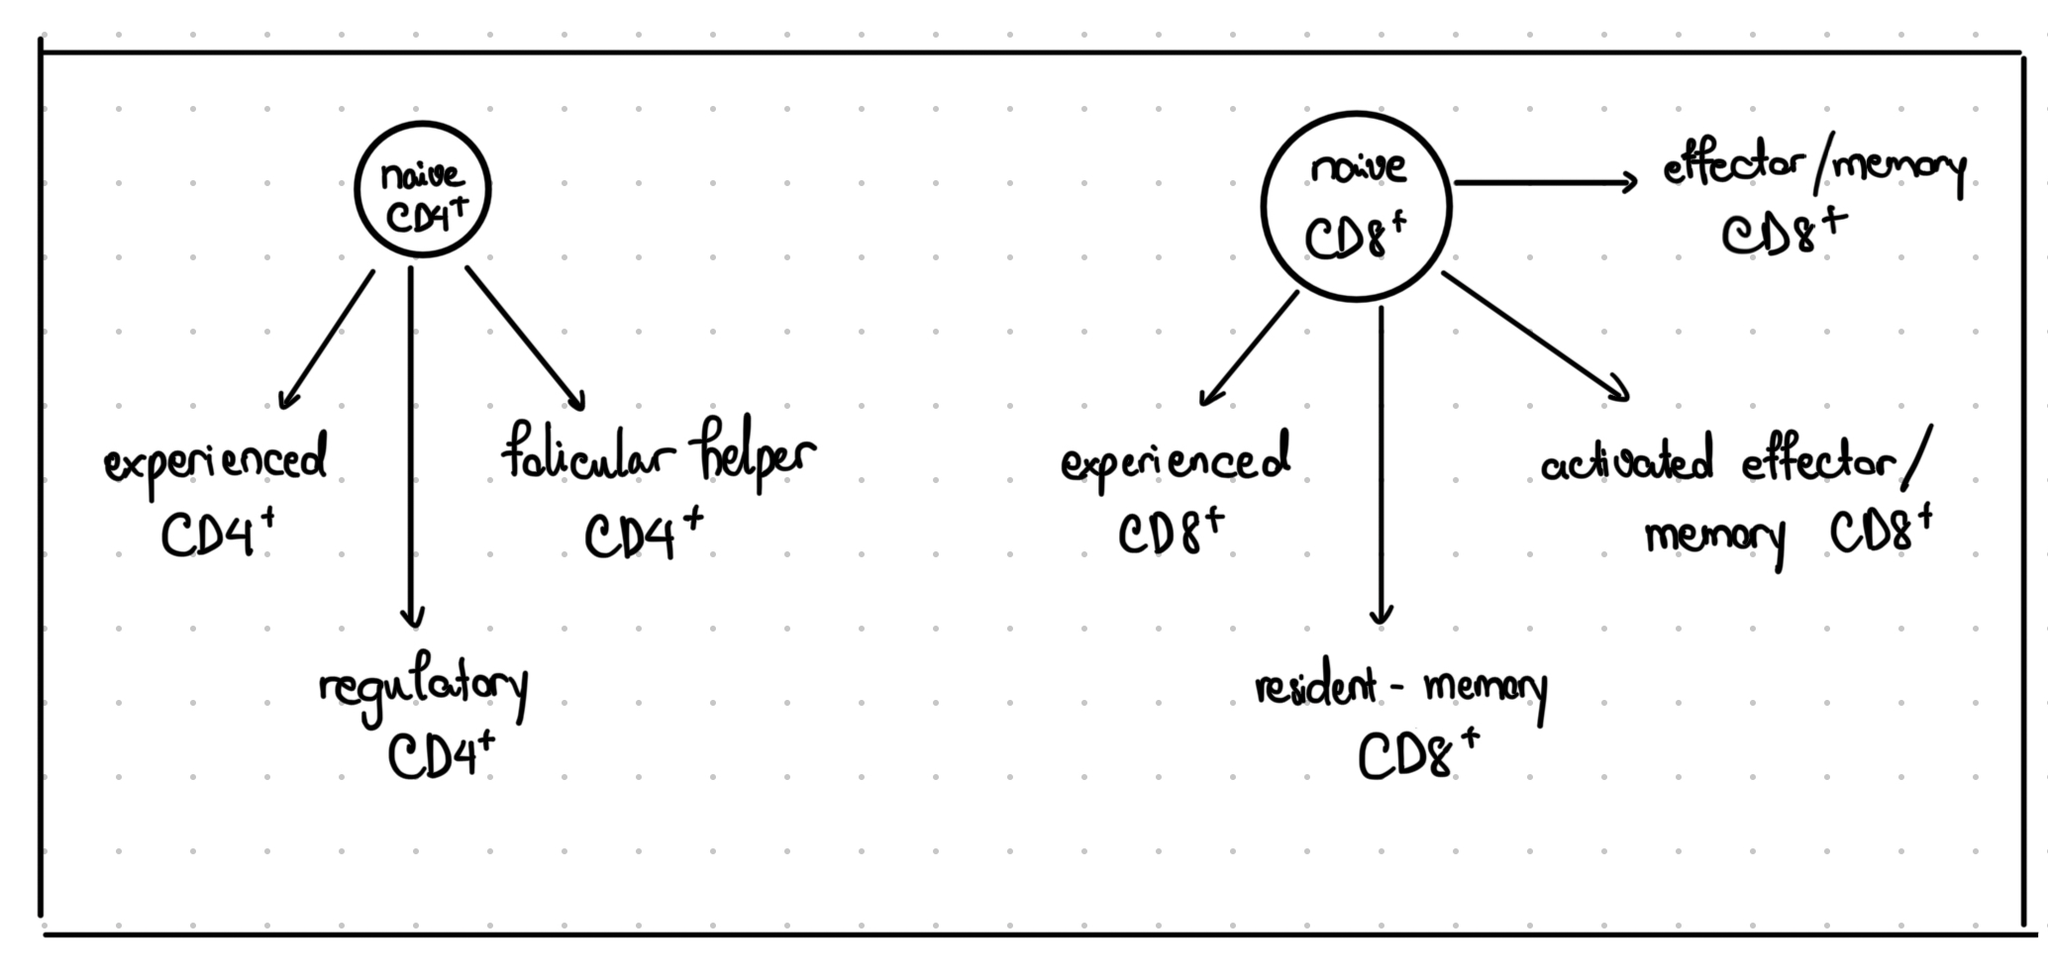 naive
CD4+
experienced
CD4+
folicular helper
CD4+
regulatory
CD4+
naive
CD8+
effector/memory
CD8+
experienced
CD8+
activated effector/
memory CD8+
resident-memory
CD8+